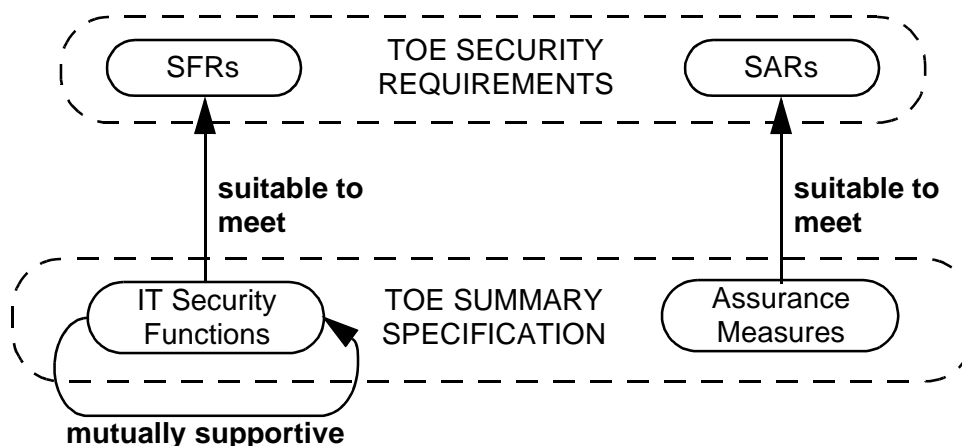 SFRs
TOE SECURITY
REQUIREMENTS
SARs
suitable to
meet
suitable to
meet
IT Security
Functions
TOE SUMMARY
SPECIFICATION
Assurance
Measures
mutually supportive